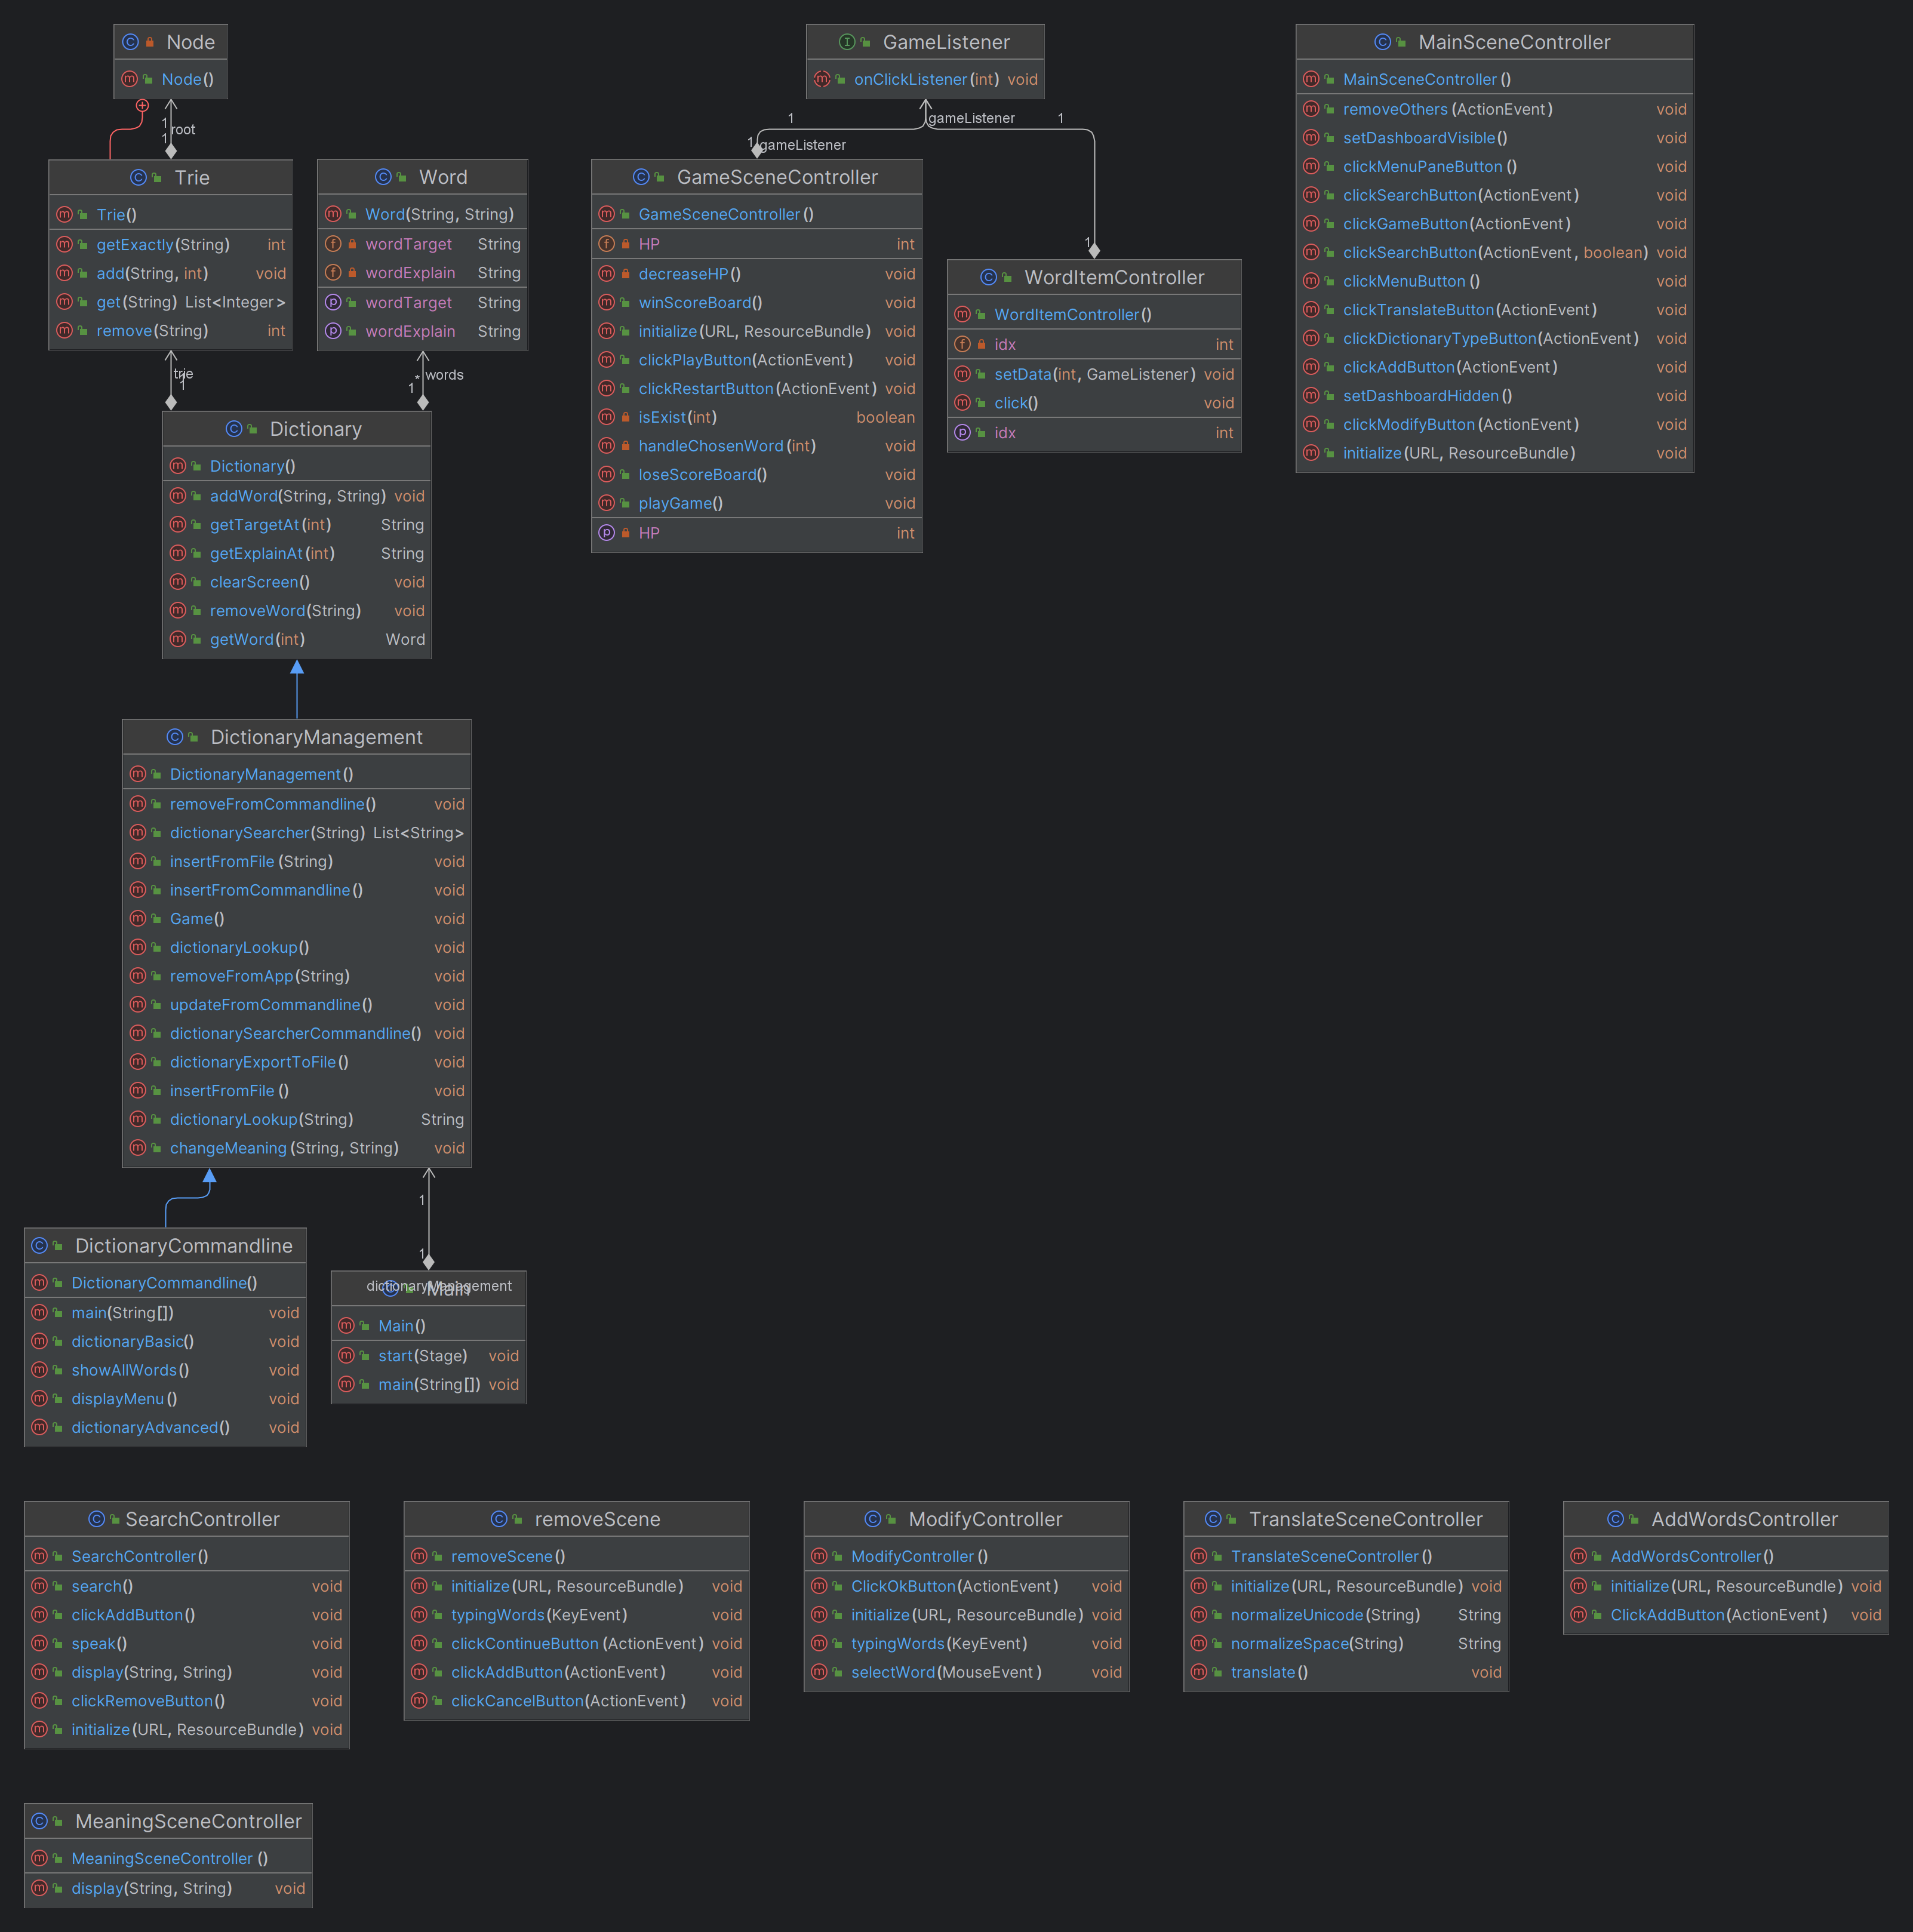 Node
Node()
1
root
1
Trie
Trie()
getExactly(String) int
add(String, int) void
get(String) List<Integer>
remove(String) int
Word
Word(String, String)
wordTarget String
wordExplain String
wordTarget String
wordExplain String
trie
1
* words
1
Dictionary
Dictionary()
addWord(String, String) void
getTargetAt(int) String
getExplainAt(int) String
clearScreen() void
removeWord(String) void
getWord(int) Word
DictionaryManagement
DictionaryManagement()
removeFromCommandline() void
dictionarySearcher(String) List<String>
insertFromFile(String) void
insertFromCommandline() void
Game() void
dictionaryLookup() void
removeFromApp(String) void
updateFromCommandline() void
dictionarySearcherCommandline() void
dictionaryExportToFile() void
insertFromFile() void
dictionaryLookup(String) String
changeMeaning(String, String) void
1
1
DictionaryCommandline
DictionaryCommandline()
main(String[]) void
dictionaryBasic() void
showAllWords() void
displayMenu() void
dictionaryAdvanced() void
dictionaryManagement
Main
Main()
start(Stage) void
main(String[]) void
GameListener
onClickListener(int) void
1
gameListener
1
1
gameListener
1
GameSceneController
GameSceneController()
HP int
decreaseHP() void
winScoreBoard() void
initialize(URL, ResourceBundle) void
clickPlayButton(ActionEvent) void
clickRestartButton(ActionEvent) void
isExist(int) boolean
handleChosenWord(int) void
loseScoreBoard() void
playGame() void
HP int
WordItemController
WordItemController()
idx int
setData(int, GameListener) void
click() void
idx int
MainSceneController
MainSceneController()
removeOthers(ActionEvent) void
setDashboardVisible() void
clickMenuPaneButton() void
clickSearchButton(ActionEvent) void
clickGameButton(ActionEvent) void
clickSearchButton(ActionEvent, boolean) void
clickMenuButton() void
clickTranslateButton(ActionEvent) void
clickDictionaryTypeButton(ActionEvent) void
clickAddButton(ActionEvent) void
setDashboardHidden() void
clickModifyButton(ActionEvent) void
initialize(URL, ResourceBundle) void
SearchController
SearchController()
search() void
clickAddButton() void
speak() void
display(String, String) void
clickRemoveButton() void
initialize(URL, ResourceBundle) void
removeScene
removeScene()
initialize(URL, ResourceBundle) void
typingWords(KeyEvent) void
clickContinueButton(ActionEvent) void
clickAddButton(ActionEvent) void
clickCancelButton(ActionEvent) void
ModifyController
ModifyController()
ClickOkButton(ActionEvent) void
initialize(URL, ResourceBundle) void
typingWords(KeyEvent) void
selectWord(MouseEvent) void
TranslateSceneController
TranslateSceneController()
initialize(URL, ResourceBundle) void
normalizeUnicode(String) String
normalizeSpace(String) String
translate() void
AddWordsController
AddWordsController()
initialize(URL, ResourceBundle) void
ClickAddButton(ActionEvent) void
MeaningSceneController
MeaningSceneController()
display(String, String) void